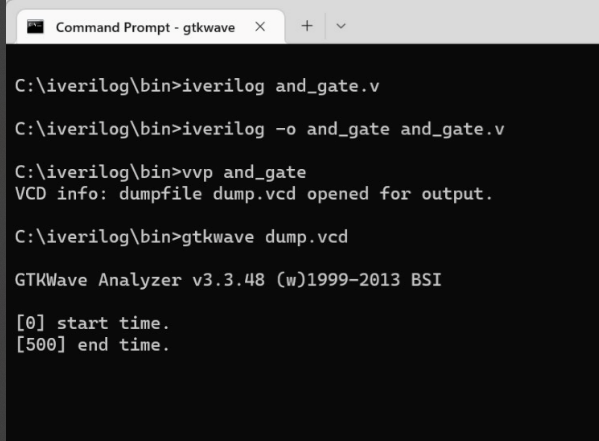 Command Prompt - gtkwave
C:\iverilog\bin>iverilog and_gate.v
C:\iverilog\bin>iverilog -o and_gate and_gate.v
C:\iverilog\bin>vvp and_gate
VCD info: dumpfile dump.vcd opened for output.
C:\iverilog\bin>gtkwave dump.vcd
GTKWave Analyzer v3.3.48 (w)1999-2013 BSI
[0] start time.
[500] end time.